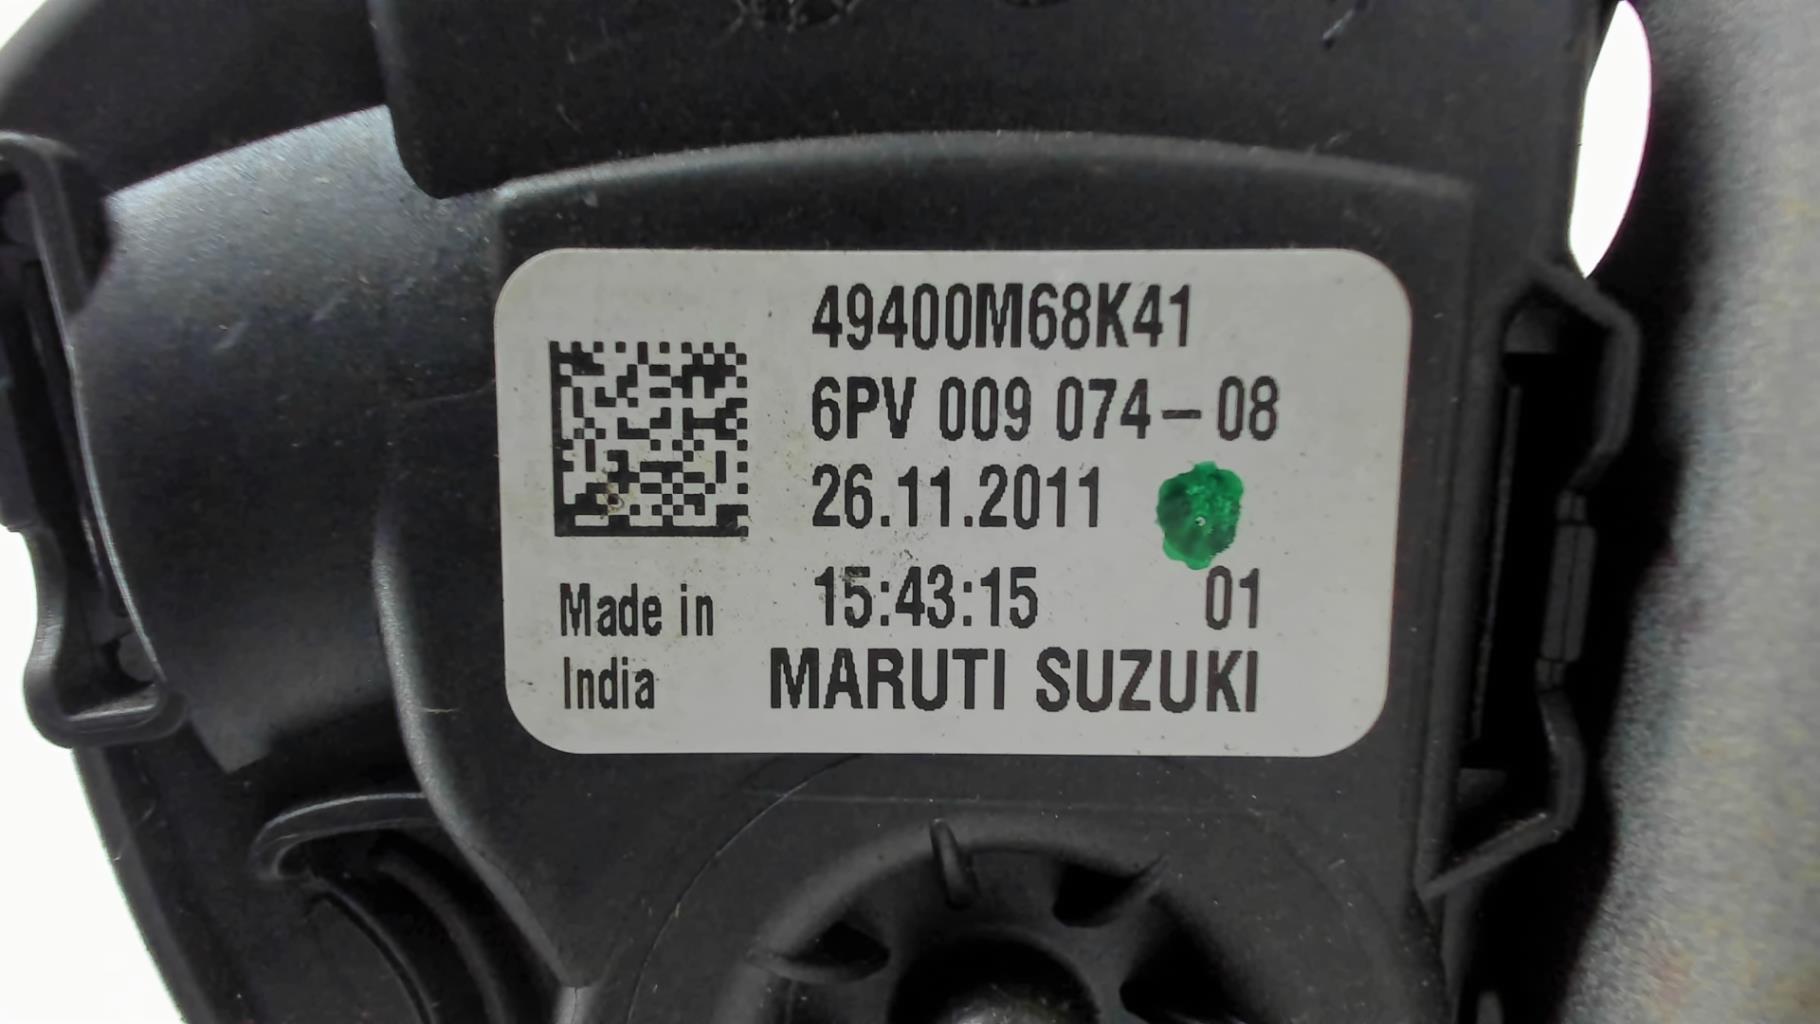 49400M68K41
6PV 009 074-08
26.11.2011
15:43:15 01
Made in
India
MARUTI SUZUKI